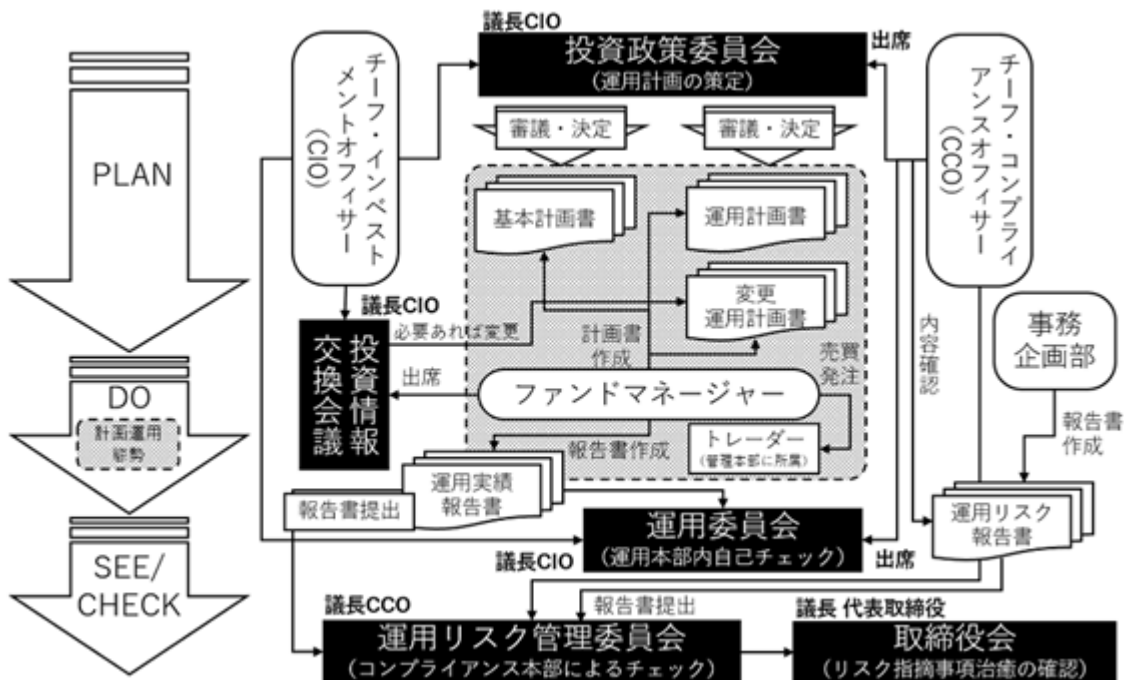 議長CIO
投資政策委員会
(運用計画の策定)
出席
チーフ・インベスト
メントオフィサー
(CIO)
チーフ・コンプライ
アンスオフィサー
(CCO)
PLAN
審議・決定
審議・決定
基本計画書
運用計画書
変更
運用計画書
議長CIO
必要あれば変更
投資情報
交換会議
出席
計画書
作成
売買
発注
ファンドマネージャー
トレーダー
(管理本部に所属)
内容確認
事務
企画部
報告書
作成
DO
計画運用
姿勢
報告書作成
運用実績
報告書
報告書提出
運用委員会
(運用本部内自己チェック)
議長CIO
出席
運用リスク
報告書
SEE/
CHECK
議長CCO
報告書提出
議長 代表取締役
運用リスク管理委員会
(コンプライアンス本部によるチェック)
取締役会
(リスク指摘事項治癒の確認)